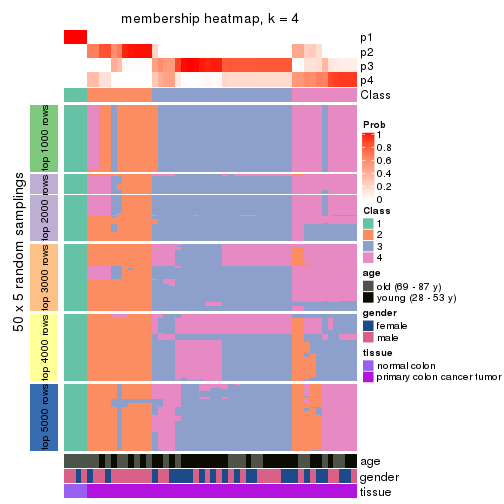 membership heatmap, k = 4
p1
p2
p3
p4
Class
50 x 5 random samplings
top 1000 rows
top 2000 rows
top 3000 rows
top 4000 rows
top 5000 rows
Prob
1
0.8
0.6
0.4
0.2
0
Class
1
2
3
4
age
old (69 - 87 y)
young (28 - 53 y)
gender
female
male
tissue
normal colon
primary colon cancer tumor
age
gender
tissue